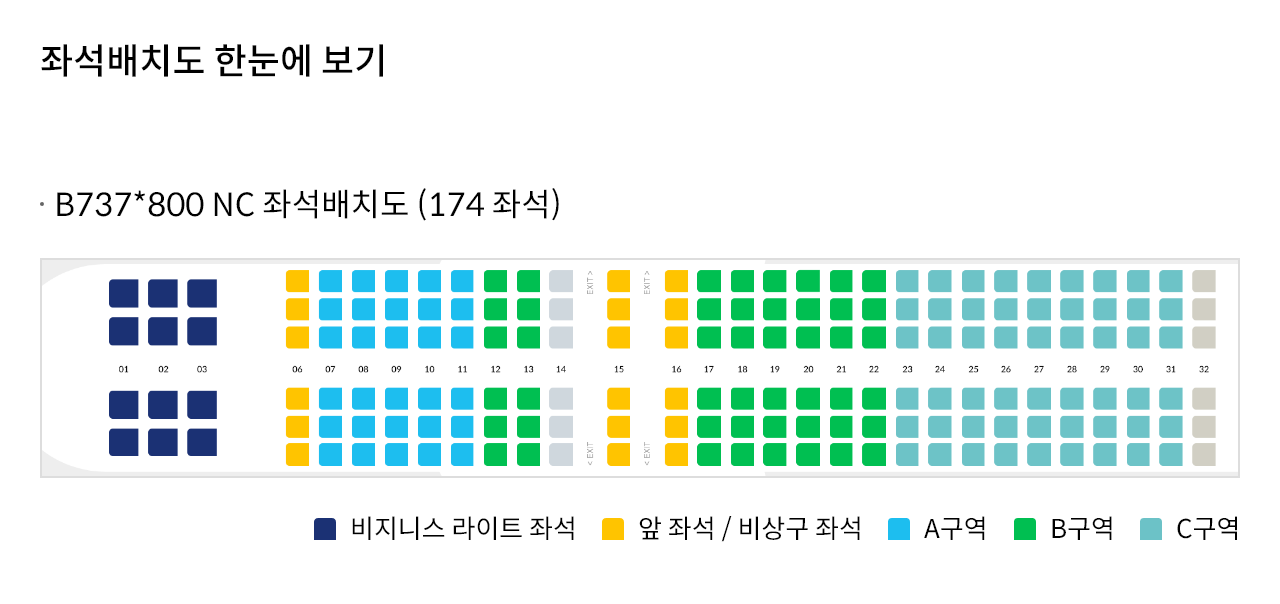 좌석배치도 한눈에 보기
· B737*800 NC 좌석배치도 (174 좌석)
EXIT > EXIT >
01 02 03 06 07 08 09 10 11 12 13 14 15 16 17 18 19 20 21 22 23 24 25 26 27 28 29 30 31 32
< EXIT < EXIT
비지니스 라이트 좌석 앞 좌석 / 비상구 좌석 A구역 B구역 C구역